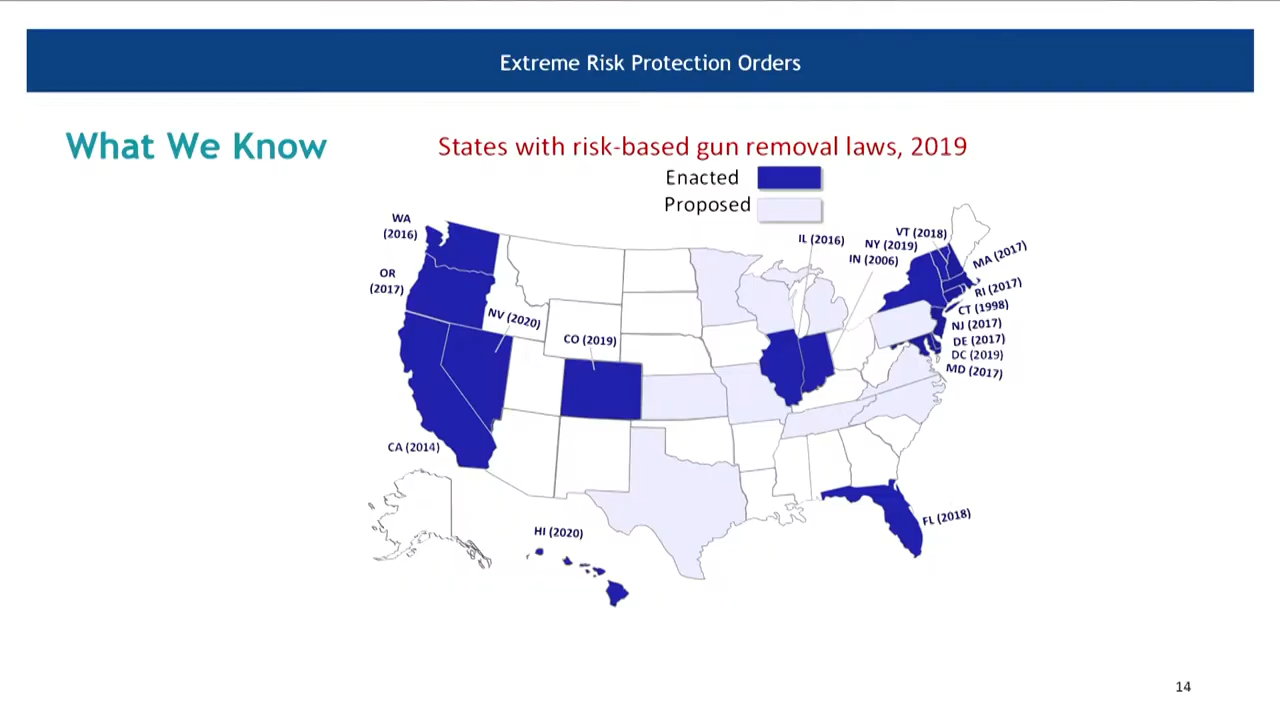 Extreme Risk Protection Orders
What We Know
States with risk-based gun removal laws, 2019
Enacted
Proposed
WA
(2016)
OR
(2017)
NV (2020)
CO (2019)
CA (2014)
HI (2020)
IL (2016)
VT (2018)
NY (2019)
IN (2006)
MA (2017)
RI (2017)
CT (1998)
NJ (2017)
DE (2017)
DC (2019)
MD (2017)
FL (2018)
14